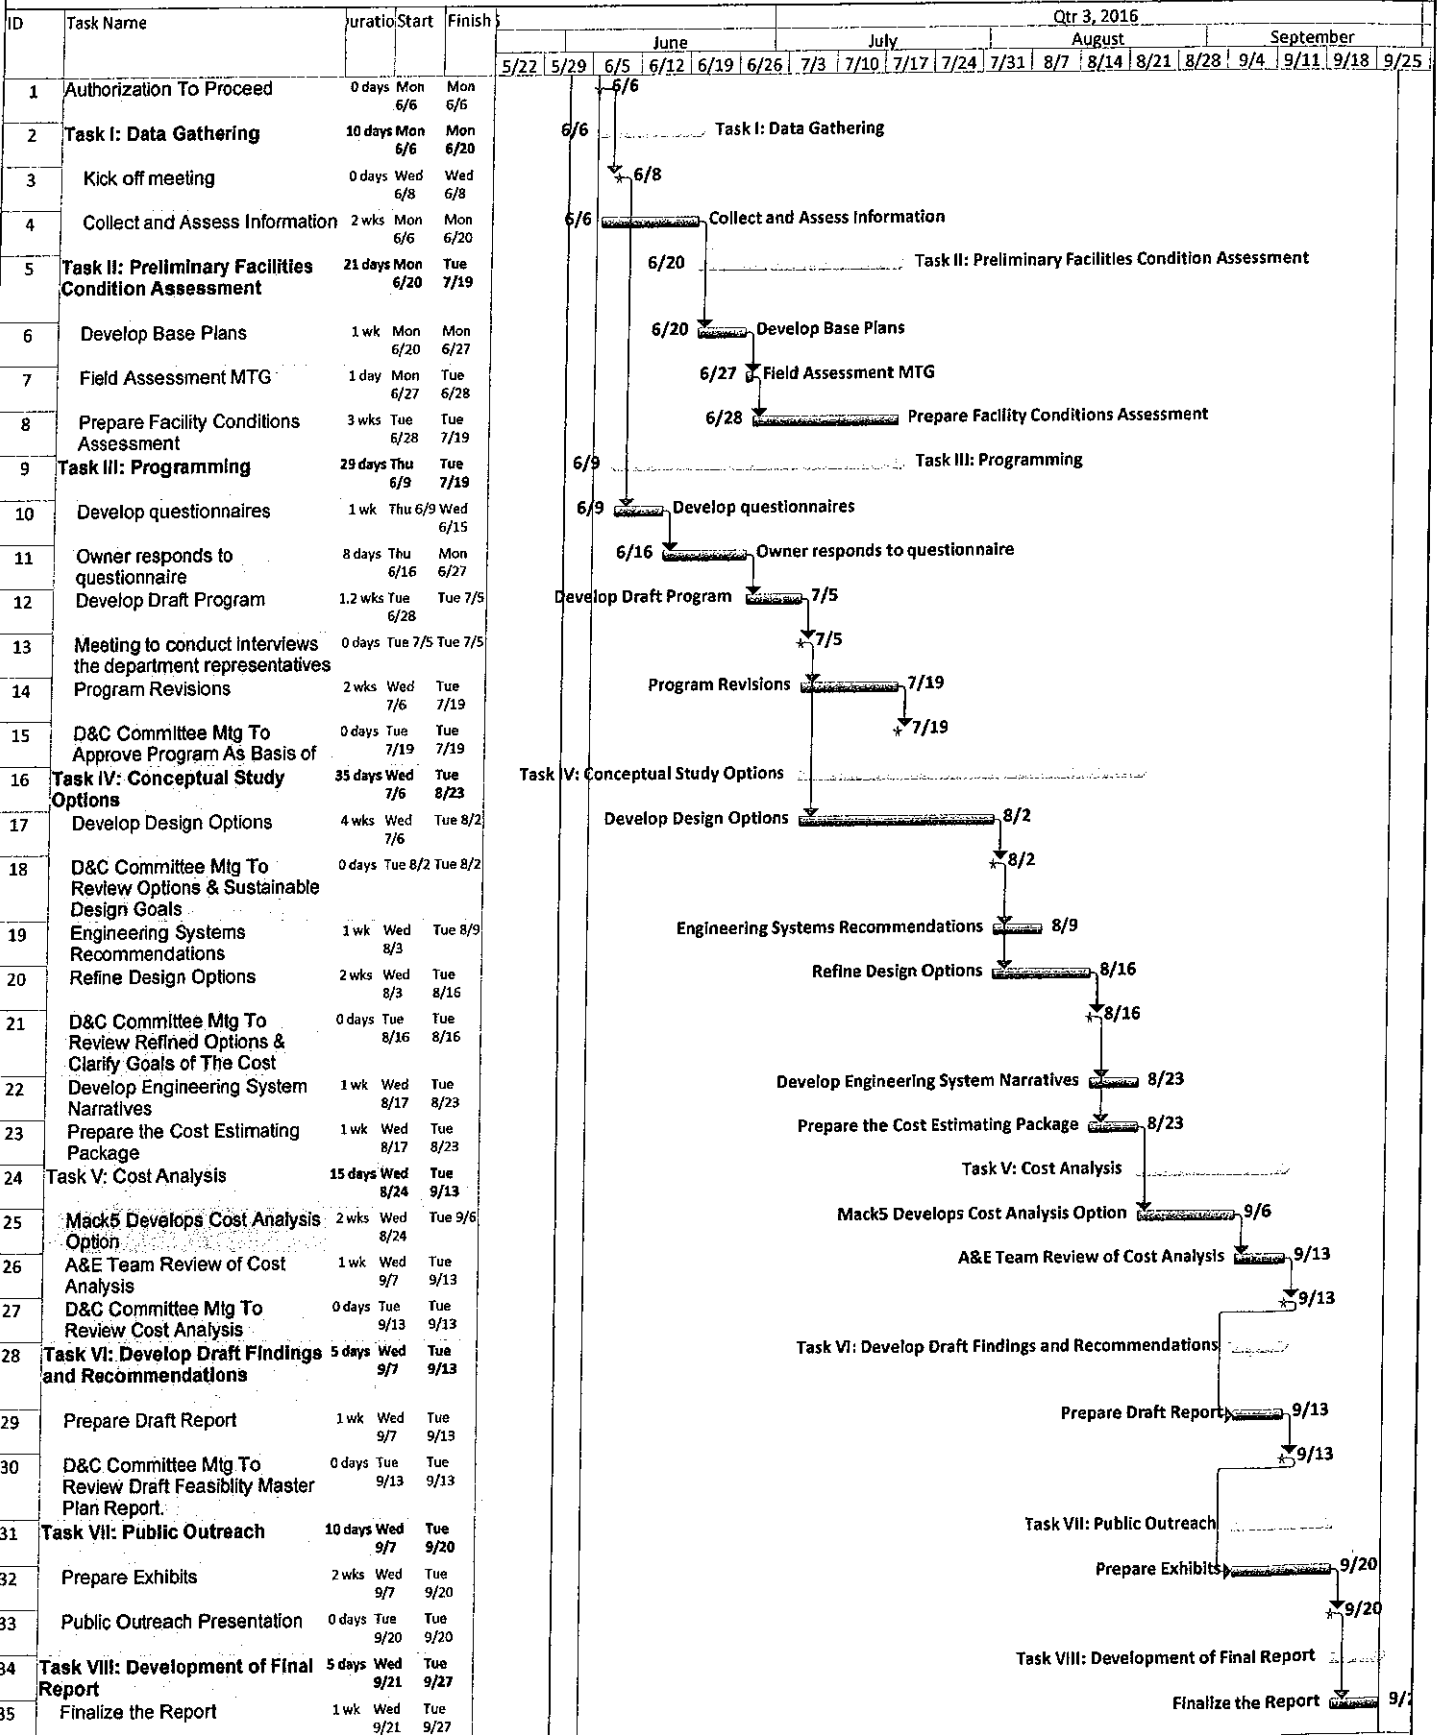 ID Task Name uratio Start Finish
Qtr 3, 2016
June July August September
5/22 5/29 6/5 6/12 6/19 6/26 7/3 7/10 7/17 7/24 7/31 8/7 8/14 8/21 8/28 9/4 9/11 9/18 9/25
1 Authorization To Proceed 0 days Mon Mon 6/6
6/6 6/6
2 Task I: Data Gathering 10 days Mon Mon 6/6 Task I: Data Gathering
6/6 6/20
3 Kick off meeting 0 days Wed Wed 6/8
6/8 6/8
4 Collect and Assess Information 2 wks Mon Mon 6/6 Collect and Assess Information
6/6 6/20
5 Task II: Preliminary Facilities 21 days Mon Tue 6/20 Task II: Preliminary Facilities Condition Assessment
Condition Assessment 6/20 7/19
6 Develop Base Plans 1 wk Mon Mon 6/20 Develop Base Plans
6/20 6/27
7 Field Assessment MTG 1 day Mon Tue 6/27 Field Assessment MTG
6/27 6/28
8 Prepare Facility Conditions 3 wks Tue Tue 6/28 Prepare Facility Conditions Assessment
Assessment 6/28 7/19
9 Task III: Programming 29 days Thu Tue 6/9 Task III: Programming
6/9 7/19
10 Develop questionnaires 1 wk Thu 6/9 Wed 6/9 Develop questionnaires
6/15
11 Owner responds to 8 days Thu Mon 6/16 Owner responds to questionnaire
questionnaire 6/16 6/27
12 Develop Draft Program 1.2 wks Tue Tue 7/5 Develop Draft Program 7/5
6/28
13 Meeting to conduct interviews 0 days Tue 7/5 Tue 7/5 7/5
the department representatives
14 Program Revisions 2 wks Wed Tue Program Revisions 7/19
7/6 7/19
15 D&C Committee Mtg To 0 days Tue Tue 7/19
Approve Program As Basis of 7/19 7/19
16 Task IV: Conceptual Study 35 days Wed Tue Task IV: Conceptual Study Options
Options 7/6 8/23
17 Develop Design Options 4 wks Wed Tue 8/2 Develop Design Options 8/2
7/6
18 D&C Committee Mtg To 0 days Tue 8/2 Tue 8/2 8/2
Review Options & Sustainable
Design Goals
19 Engineering Systems 1 wk Wed Tue 8/9 Engineering Systems Recommendations 8/9
Recommendations 8/3
20 Refine Design Options 2 wks Wed Tue Refine Design Options 8/16
8/3 8/16
21 D&C Committee Mtg To 0 days Tue Tue 8/16
Review Refined Options & 8/16 8/16
Clarify Goals of The Cost
22 Develop Engineering System 1 wk Wed Tue Develop Engineering System Narratives 8/23
Narratives 8/17 8/23
23 Prepare the Cost Estimating 1 wk Wed Tue Prepare the Cost Estimating Package 8/23
Package 8/17 8/23
24 Task V: Cost Analysis 15 days Wed Tue Task V: Cost Analysis
8/24 9/13
25 Mack5 Develops Cost Analysis 2 wks Wed Tue 9/6 Mack5 Develops Cost Analysis Option 9/6
Option 8/24
26 A&E Team Review of Cost 1 wk Wed Tue A&E Team Review of Cost Analysis 9/13
Analysis 9/7 9/13
27 D&C Committee Mtg To 0 days Tue Tue 9/13
Review Cost Analysis 9/13 9/13
28 Task VI: Develop Draft Findings 5 days Wed Tue Task VI: Develop Draft Findings and Recommendations
and Recommendations 9/7 9/13
29 Prepare Draft Report 1 wk Wed Tue Prepare Draft Report 9/13
9/7 9/13
30 D&C Committee Mtg To 0 days Tue Tue 9/13
Review Draft Feasiblity Master 9/13 9/13
Plan Report.
31 Task VII: Public Outreach 10 days Wed Tue Task VII: Public Outreach
9/7 9/20
32 Prepare Exhibits 2 wks Wed Tue Prepare Exhibits 9/20
9/7 9/20
33 Public Outreach Presentation 0 days Tue Tue 9/20
9/20 9/20
34 Task VIII: Development of Final 5 days Wed Tue Task VIII: Development of Final Report
Report 9/21 9/27
35 Finalize the Report 1 wk Wed Tue Finalize the Report
9/21 9/27